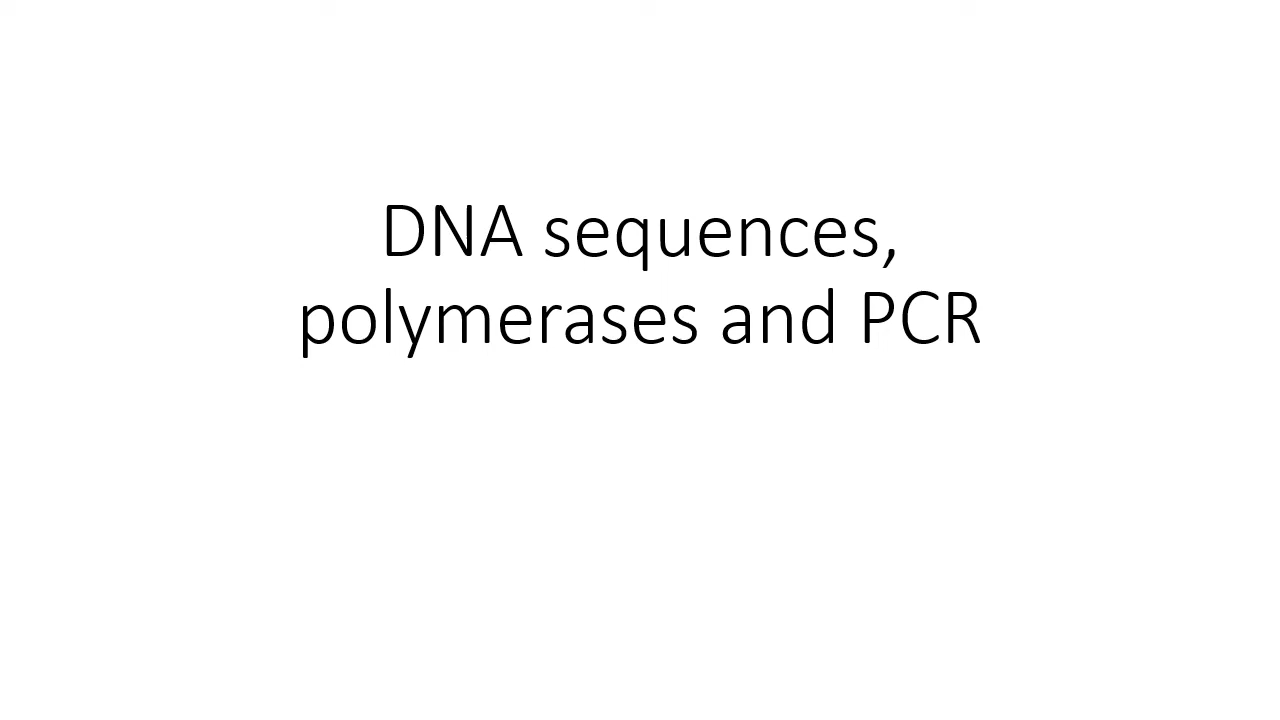 DNA sequences,
polymerases and PCR